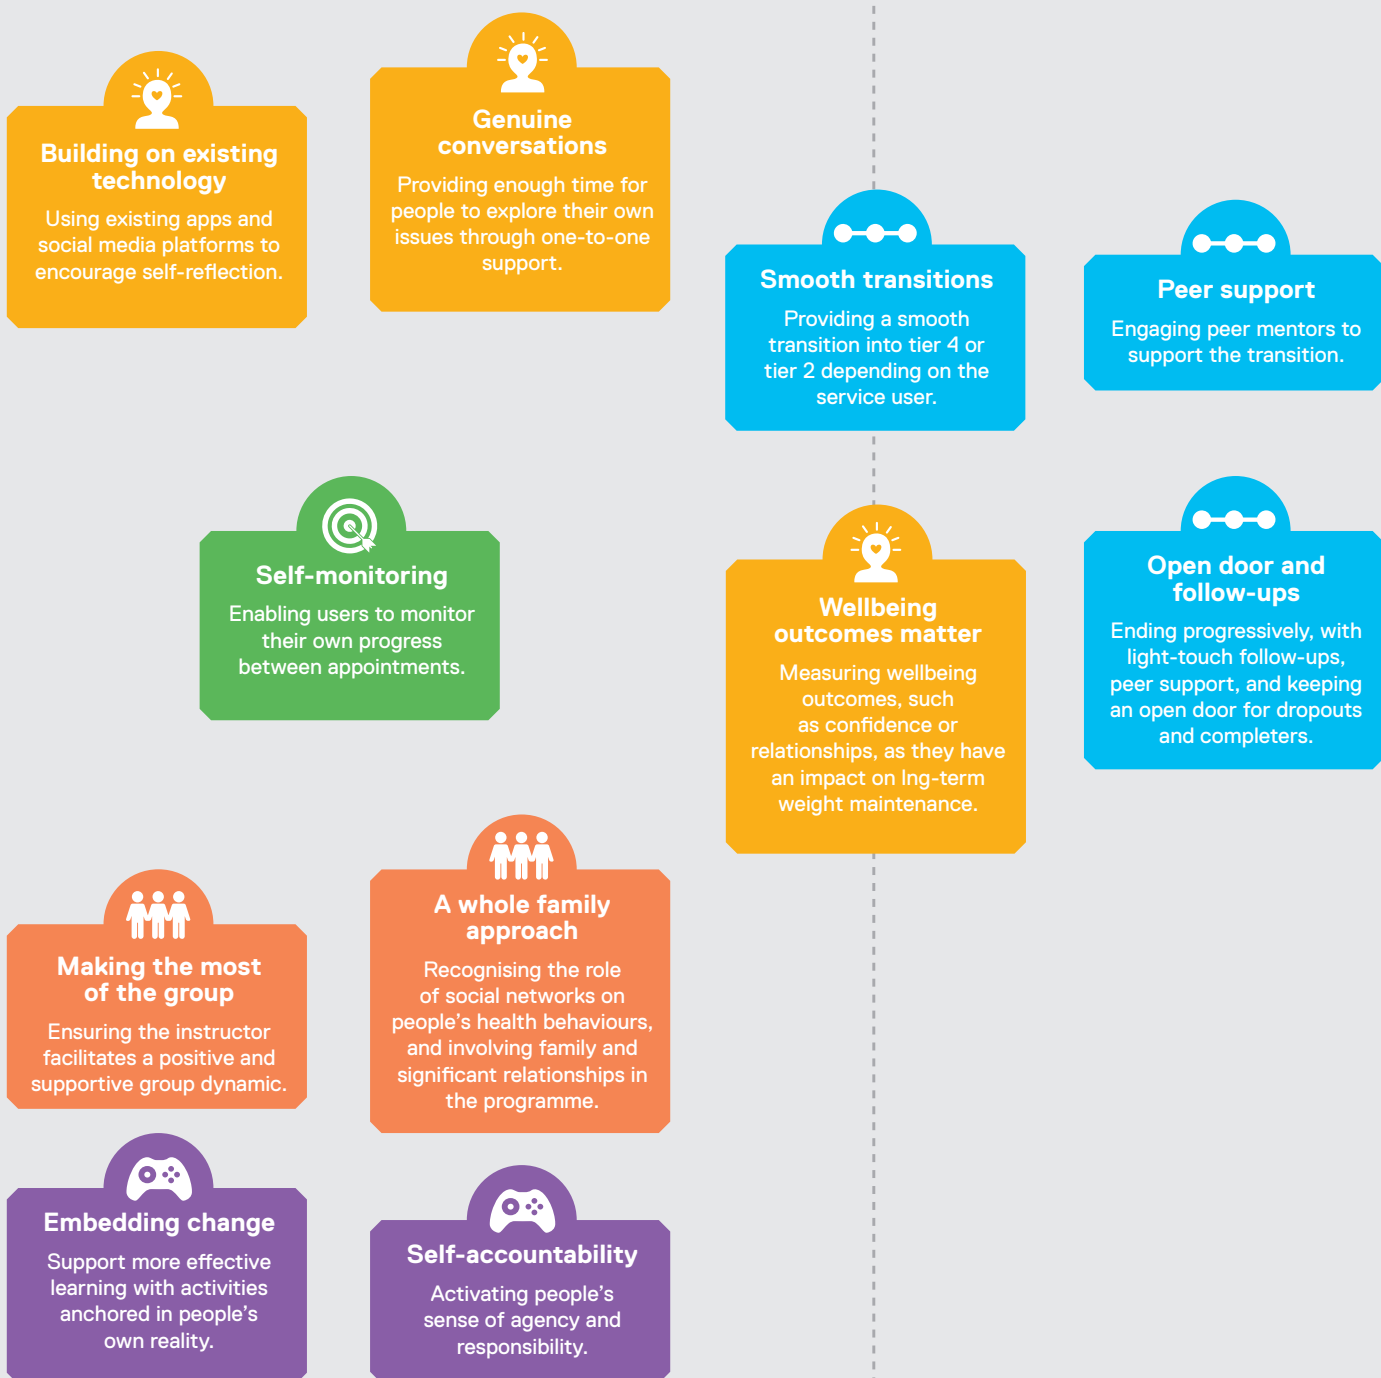 Building on existing
technology
Using existing apps and
social media platforms to
encourage self-reflection.
Genuine
conversations
Providing enough time for
people to explore their own
issues through one-to-one
support.
Smooth transitions
Providing a smooth
transition into tier 4 or
tier 2 depending on the
service user.
Peer support
Engaging peer mentors to
support the transition.
Self-monitoring
Enabling users to monitor
their own progress
between appointments.
Wellbeing
outcomes matter
Measuring wellbeing
outcomes, such
as confidence or
relationships, as they have
an impact on lng-term
weight maintenance.
Open door and
follow-ups
Ending progressively, with
light-touch follow-ups,
peer support, and keeping
an open door for dropouts
and completers.
Making the most
of the group
Ensuring the instructor
facilitates a positive and
supportive group dynamic.
A whole family
approach
Recognising the role
of social networks on
people’s health behaviours,
and involving family and
significant relationships in
the programme.
Embedding change
Support more effective
learning with activities
anchored in people’s
own reality.
Self-accountability
Activating people’s
sense of agency and
responsibility.